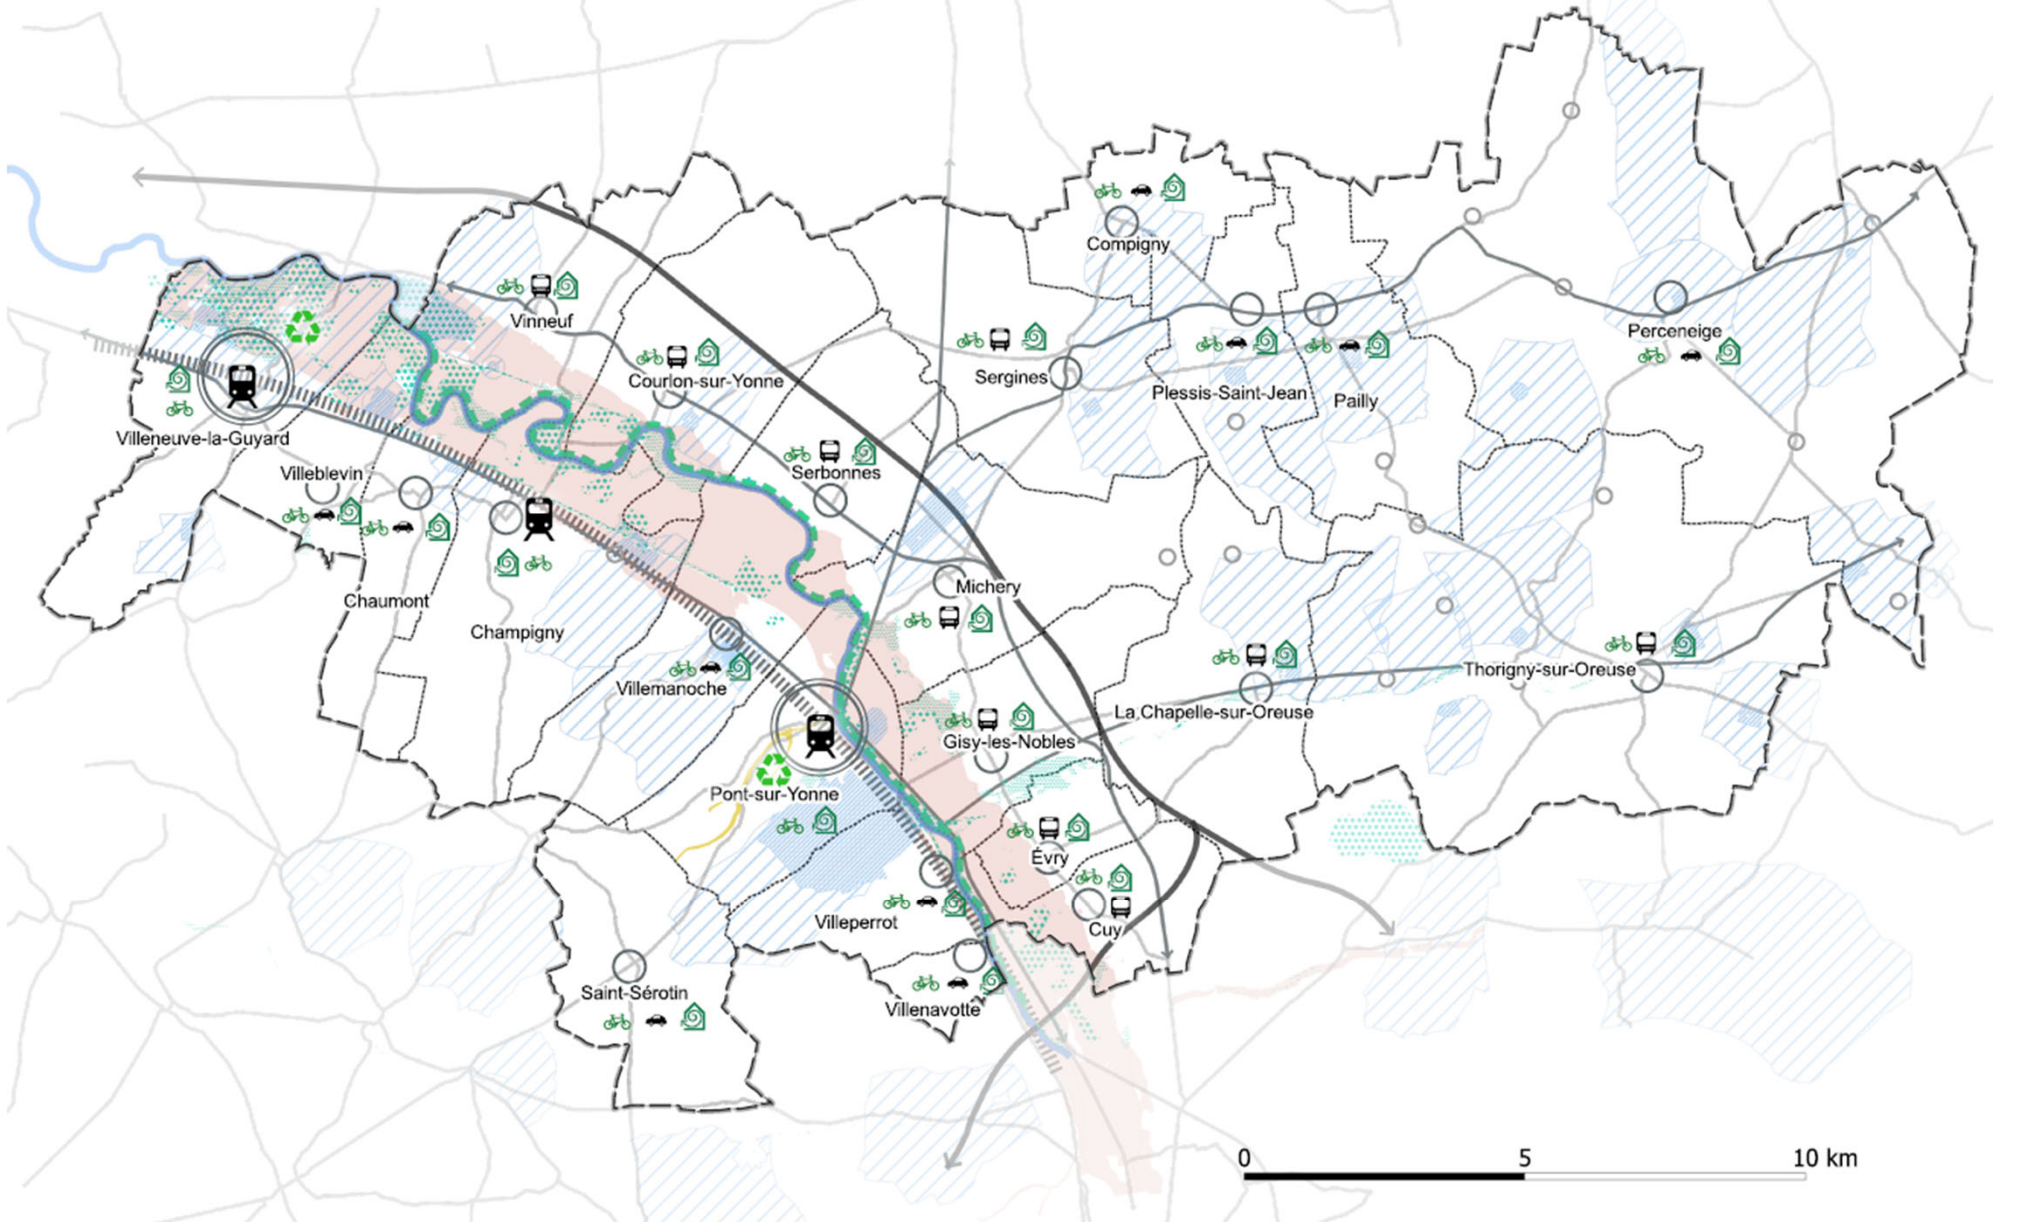 Compigny
Vinneuf
Perceneige
Sergines
Courlon-sur-Yonne
Plessis-Saint-Jean
Pailly
Villeneuve-la-Guyard
Villeblevin
Serbonnes
Michery
Chaumont
Champigny
Thorigny-sur-Oreuse
Villemanoche
La Chapelle-sur-Oreuse
Gisy-les-Nobles
Pont-sur-Yonne
Évry
Villeperrot
Cuy
Saint-Sérotin
Villenavotte
0 5 10 km